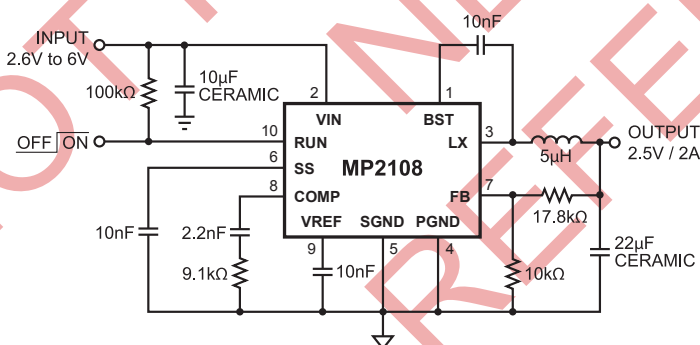 INPUT
2.6V to 6V
100kΩ
10µF
CERAMIC
10nF
2
1
VIN
BST
OFF ON
10
RUN
LX
3
5µH
OUTPUT
2.5V / 2A
6
SS
MP2108
8
COMP
FB
7
17.8kΩ
VREF
SGND
PGND
10nF
2.2nF
9.1kΩ
9
10nF
5
4
10kΩ
22µF
CERAMIC